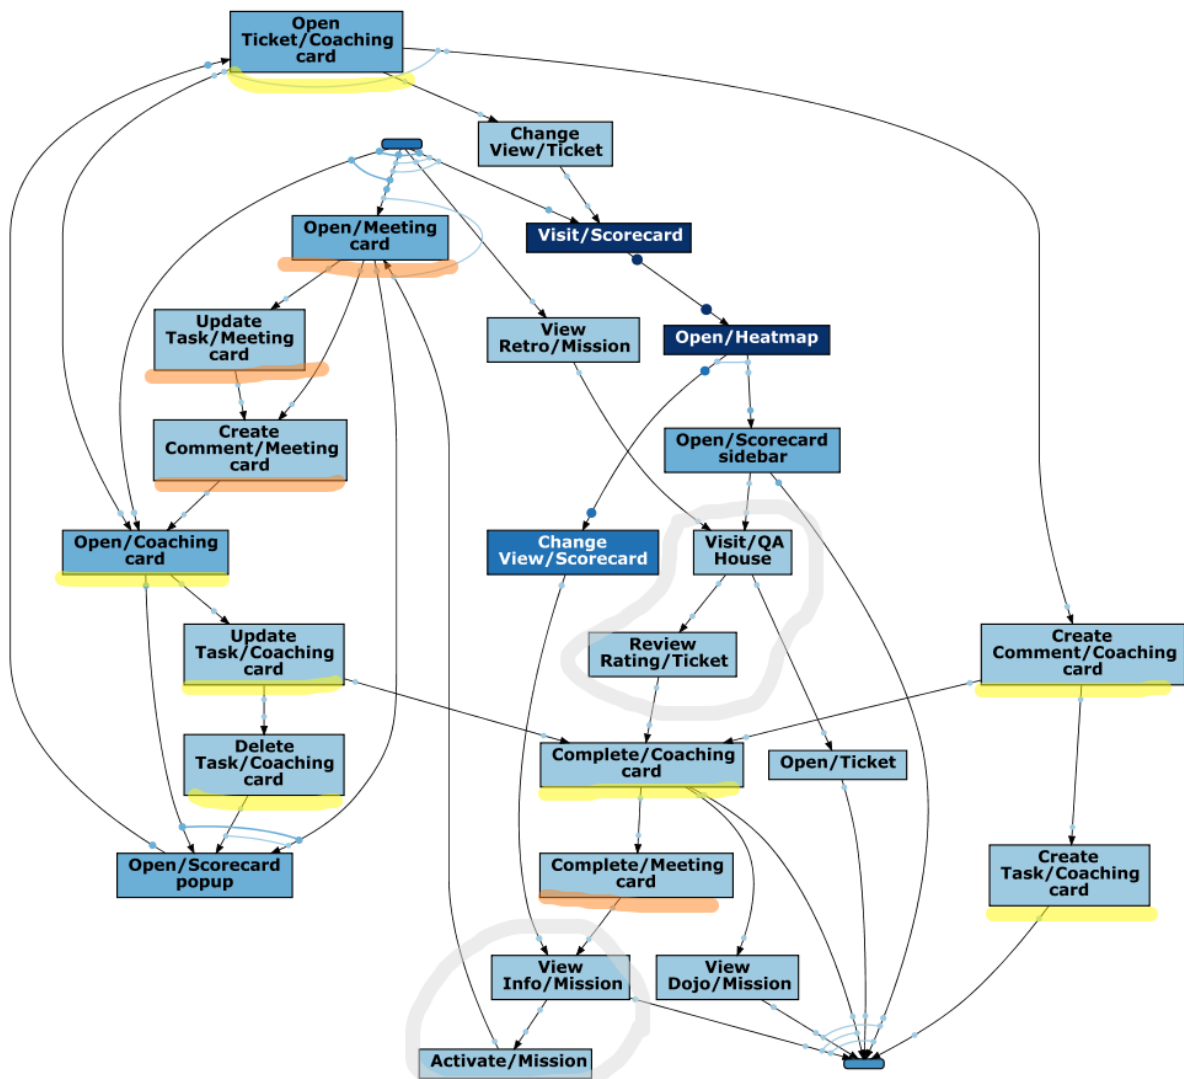 Open
Ticket/Coaching
card
Change
View/Ticket
Open/Meeting
card
Visit/Scorecard
Update
Task/Meeting
card
View
Retro/Mission
Open/Heatmap
Create
Comment/Meeting
card
Open/Scorecard
sidebar
Open/Coaching
card
Change
View/Scorecard
Visit/QA
House
Update
Task/Coaching
card
Review
Rating/Ticket
Create
Comment/Coaching
card
Delete
Task/Coaching
card
Complete/Coaching
card
Open/Ticket
Open/Scorecard
popup
Complete/Meeting
card
Create
Task/Coaching
card
View
Info/Mission
View
Dojo/Mission
Activate/Mission